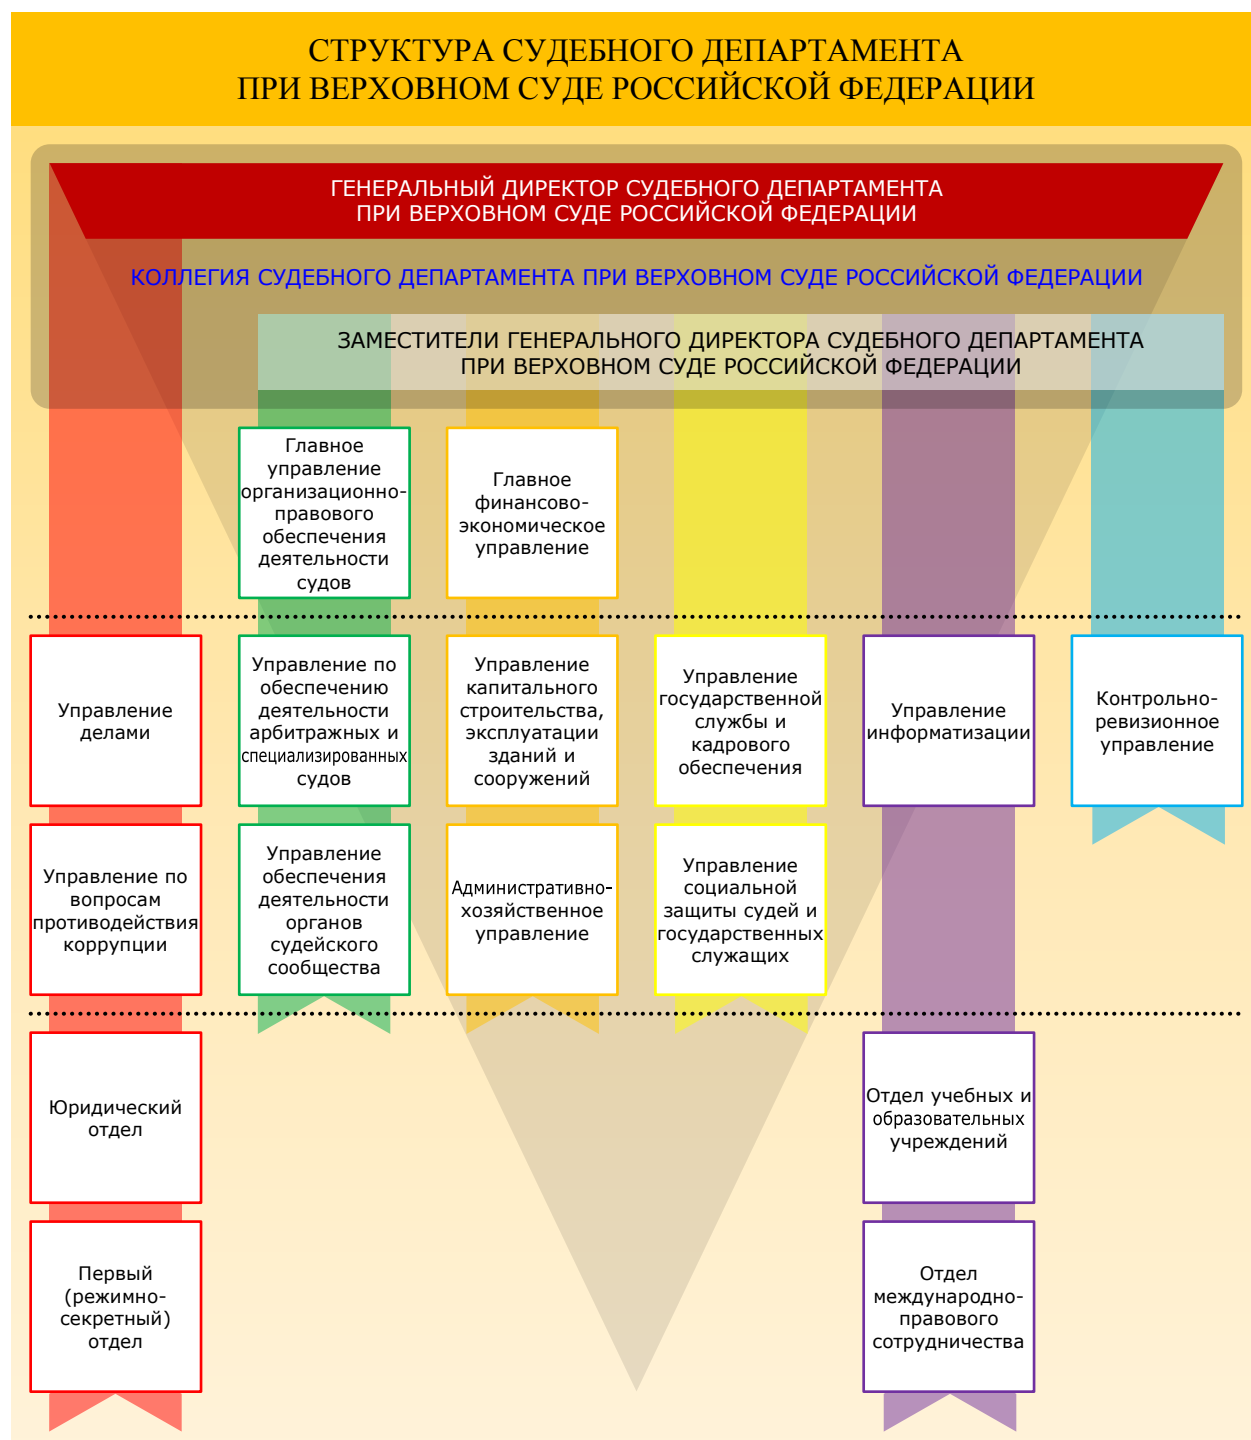 СТРУКТУРА СУДЕБНОГО ДЕПАРТАМЕНТА
ПРИ ВЕРХОВНОМ СУДЕ РОССИЙСКОЙ ФЕДЕРАЦИИ
ГЕНЕРАЛЬНЫЙ ДИРЕКТОР СУДЕБНОГО ДЕПАРТАМЕНТА
ПРИ ВЕРХОВНОМ СУДЕ РОССИЙСКОЙ ФЕДЕРАЦИИ
КОЛЛЕГИЯ СУДЕБНОГО ДЕПАРТАМЕНТА ПРИ ВЕРХОВНОМ СУДЕ РОССИЙСКОЙ ФЕДЕРАЦИИ
ЗАМЕСТИТЕЛИ ГЕНЕРАЛЬНОГО ДИРЕКТОРА СУДЕБНОГО ДЕПАРТАМЕНТА
ПРИ ВЕРХОВНОМ СУДЕ РОССИЙСКОЙ ФЕДЕРАЦИИ
Главное
управление
организационно-
правового
обеспечения
деятельности
судов
Главное
финансово-
экономическое
управление
Управление
делами
Управление по
обеспечению
деятельности
арбитражных и
специализированных
судов
Управление
капитального
строительства,
эксплуатации
зданий и
сооружений
Управление
государственной
службы и
кадрового
обеспечения
Управление
информатизации
Контрольно-
ревизионное
управление
Управление по
вопросам
противодействия
коррупции
Управление
обеспечения
деятельности
органов
судейского
сообщества
Административно-
хозяйственное
управление
Управление
социальной
защиты судей и
государственных
служащих
Юридический
отдел
Отдел учебных и
образовательных
учреждений
Первый
(режимно-
секретный)
отдел
Отдел
международно-
правового
сотрудничества